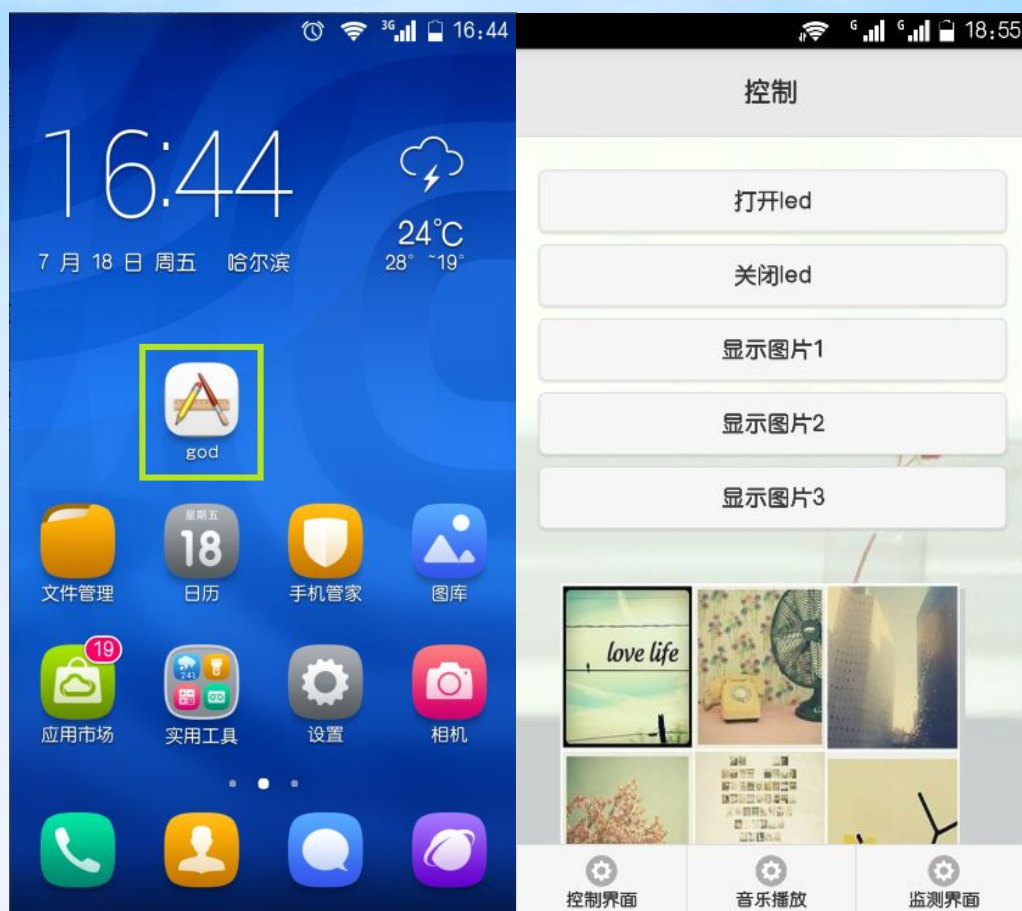 3G 16:44
16:44
24°C
7 月 18 日 周五 哈尔滨
28° ~19°
god
星期五
18
文件管理
日历
手机管家
图库
19
241
应用市场
实用工具
设置
相机
G G 18:55
控制
打开led
关闭led
显示图片1
显示图片2
显示图片3
love life
控制界面
音乐播放
监测界面